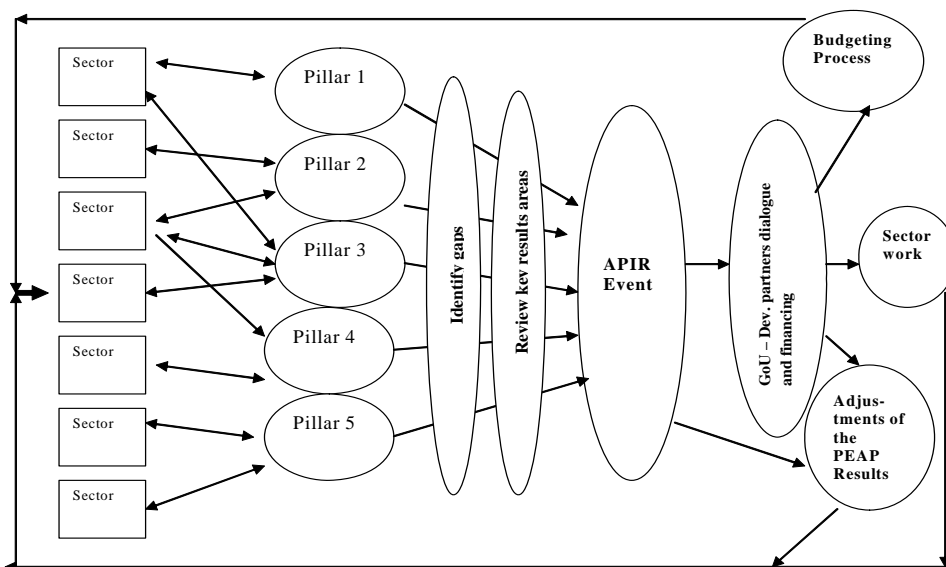 Sector
Sector
Sector
Sector
Sector
Sector
Sector
Pillar 1
Pillar 2
Pillar 3
Pillar 4
Pillar 5
Identify gaps
Review key results areas
APIR
Event
GoU – Dev. partners dialogue
and financing
Budgeting
Process
Sector
work
Adjus-
tments of
the
PEAP
Results